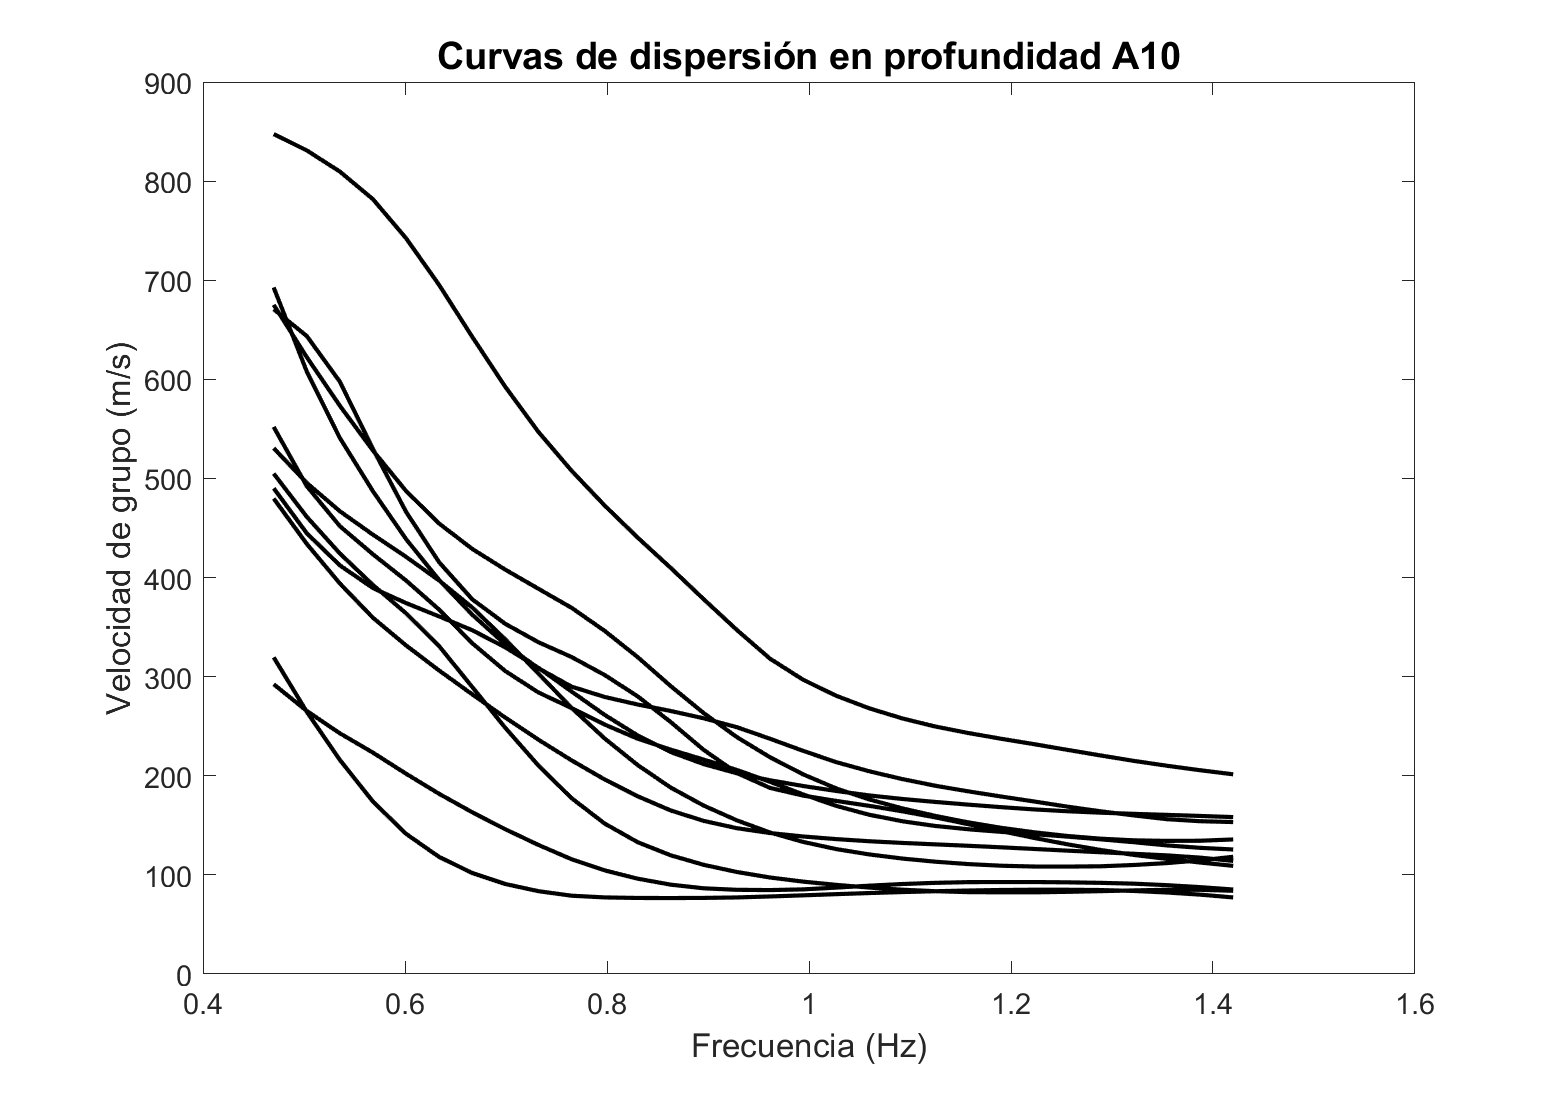 Curvas de dispersión en profundidad A10
Velocidad de grupo (m/s)
900
800
700
600
500
400
300
200
100
0
0.4 0.6 0.8 1 1.2 1.4 1.6
Frecuencia (Hz)